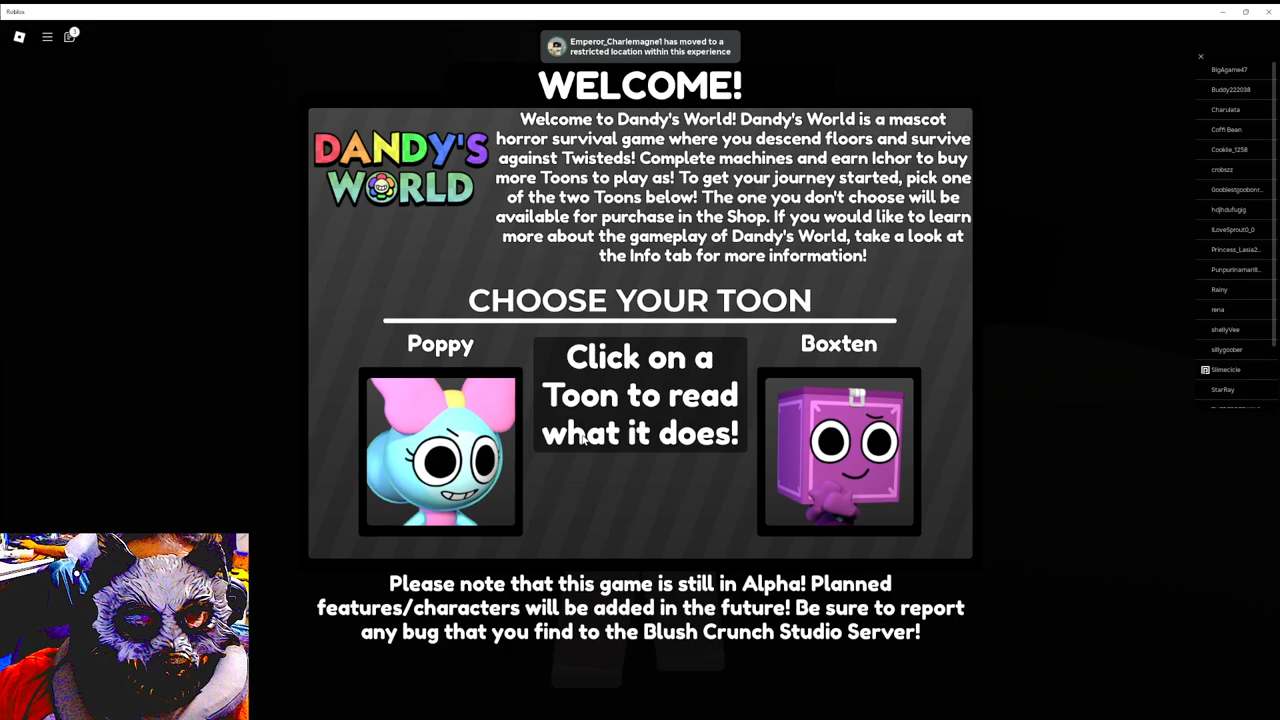 Roblox
1
Emperor_Charlemagne1 has moved to a
restricted location within this experience
WELCOME!
DANDY'S
WORLD
Welcome to Dandy's World! Dandy's World is a mascot
horror survival game where you descend floors and survive
against Twisteds! Complete machines and earn Ichor to buy
more Toons to play as! To get your journey started, pick one
of the two Toons below! The one you don't choose will be
available for purchase in the Shop. If you would like to learn
more about the gameplay of Dandy's World, take a look at
the Info tab for more information!
CHOOSE YOUR TOON
Poppy
Click on a
Toon to read
what it does!
Boxten
Please note that this game is still in Alpha! Planned
features/characters will be added in the future! Be sure to report
any bug that you find to the Blush Crunch Studio Server!
BigAgame47
Buddy222038
Charulata
Coffi Bean
Cookiie_1258
crobszz
Goobiestgoobonr...
hdjhdufugig
ILoveSprout0_0
Princess_Lasia2...
Punpurinamarill...
Rainy
rena
shellyVee
sillygoober
Slimecicle
StarRay